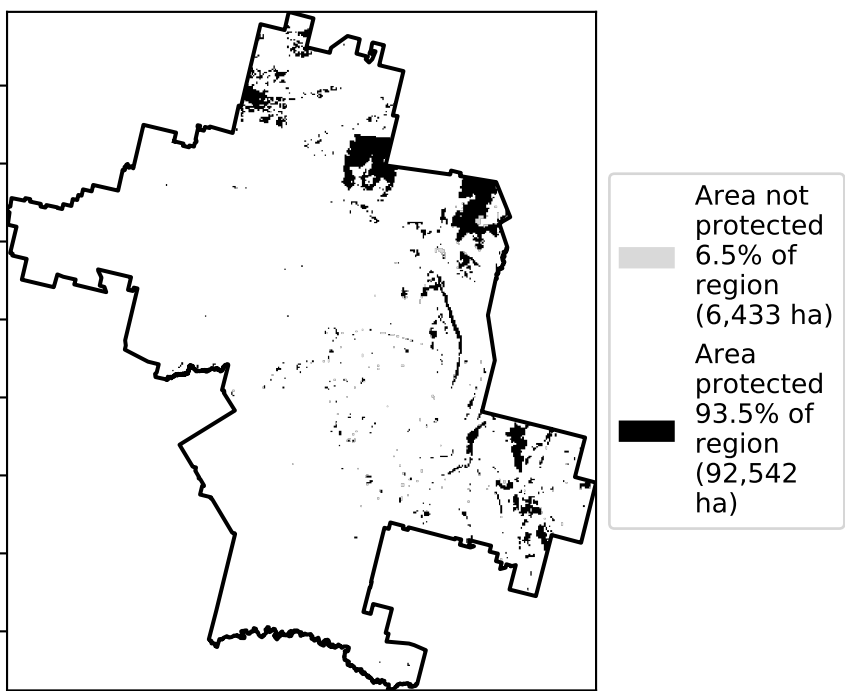 Area not
protected
6.5% of
region
(6,433 ha)
Area
protected
93.5% of
region
(92,542
ha)